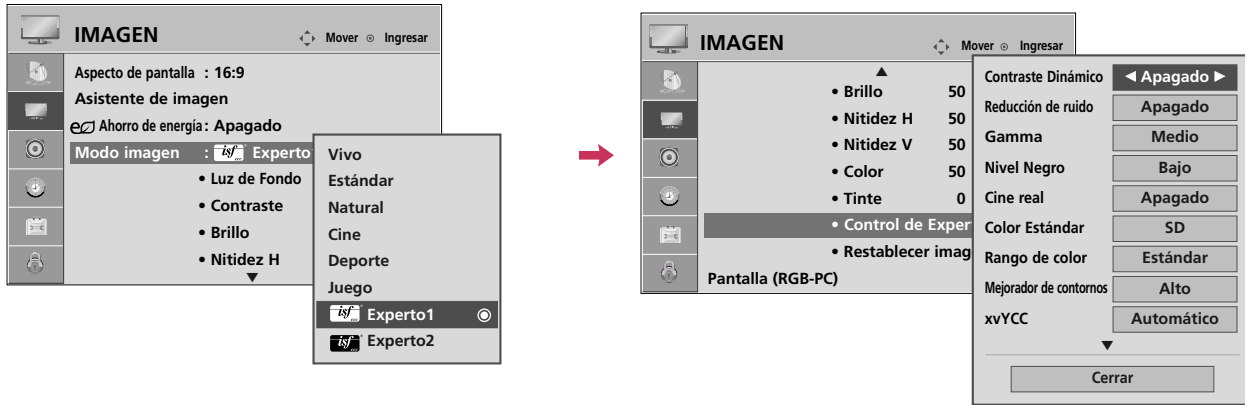 IMAGEN
Mover
Ingresar
Aspecto de pantalla : 16:9
Asistente de imagen
Ahorro de energía : Apagado
Modo imagen : isf Experto
• Luz de Fondo
• Contraste
• Brillo
• Nitidez H
Vivo
Estándar
Natural
Cine
Deporte
Juego
isf Experto1
isf Experto2
IMAGEN
Mover
Ingresar
• Brillo 50
• Nitidez H 50
• Nitidez V 50
• Color 50
• Tinte 0
• Control de Exper
• Restablecer imag
Pantalla (RGB-PC)
Contraste Dinámico Apagado
Reducción de ruido Apagado
Gamma Medio
Nivel Negro Bajo
Cine real Apagado
Color Estándar SD
Rango de color Estándar
Mejorador de contornos Alto
xvYCC Automático
Cerrar